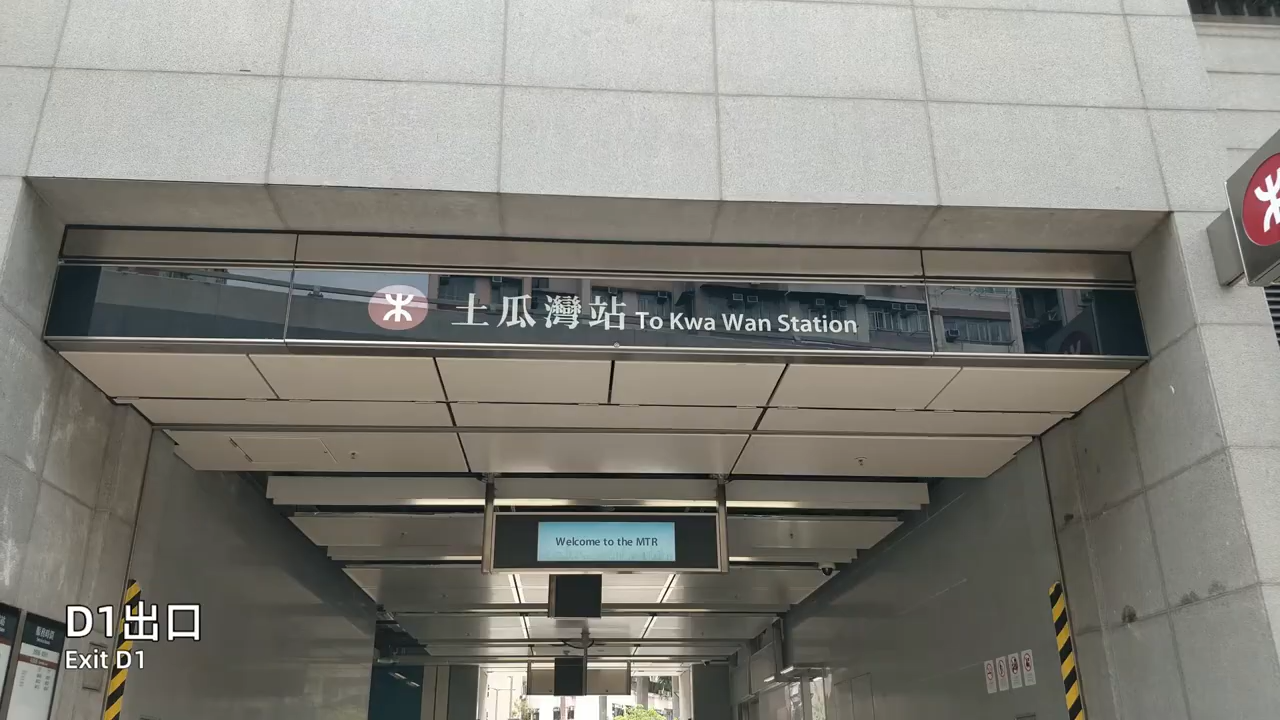 土瓜灣站 To Kwa Wan Station
Welcome to the MTR
D1出口
Exit D1